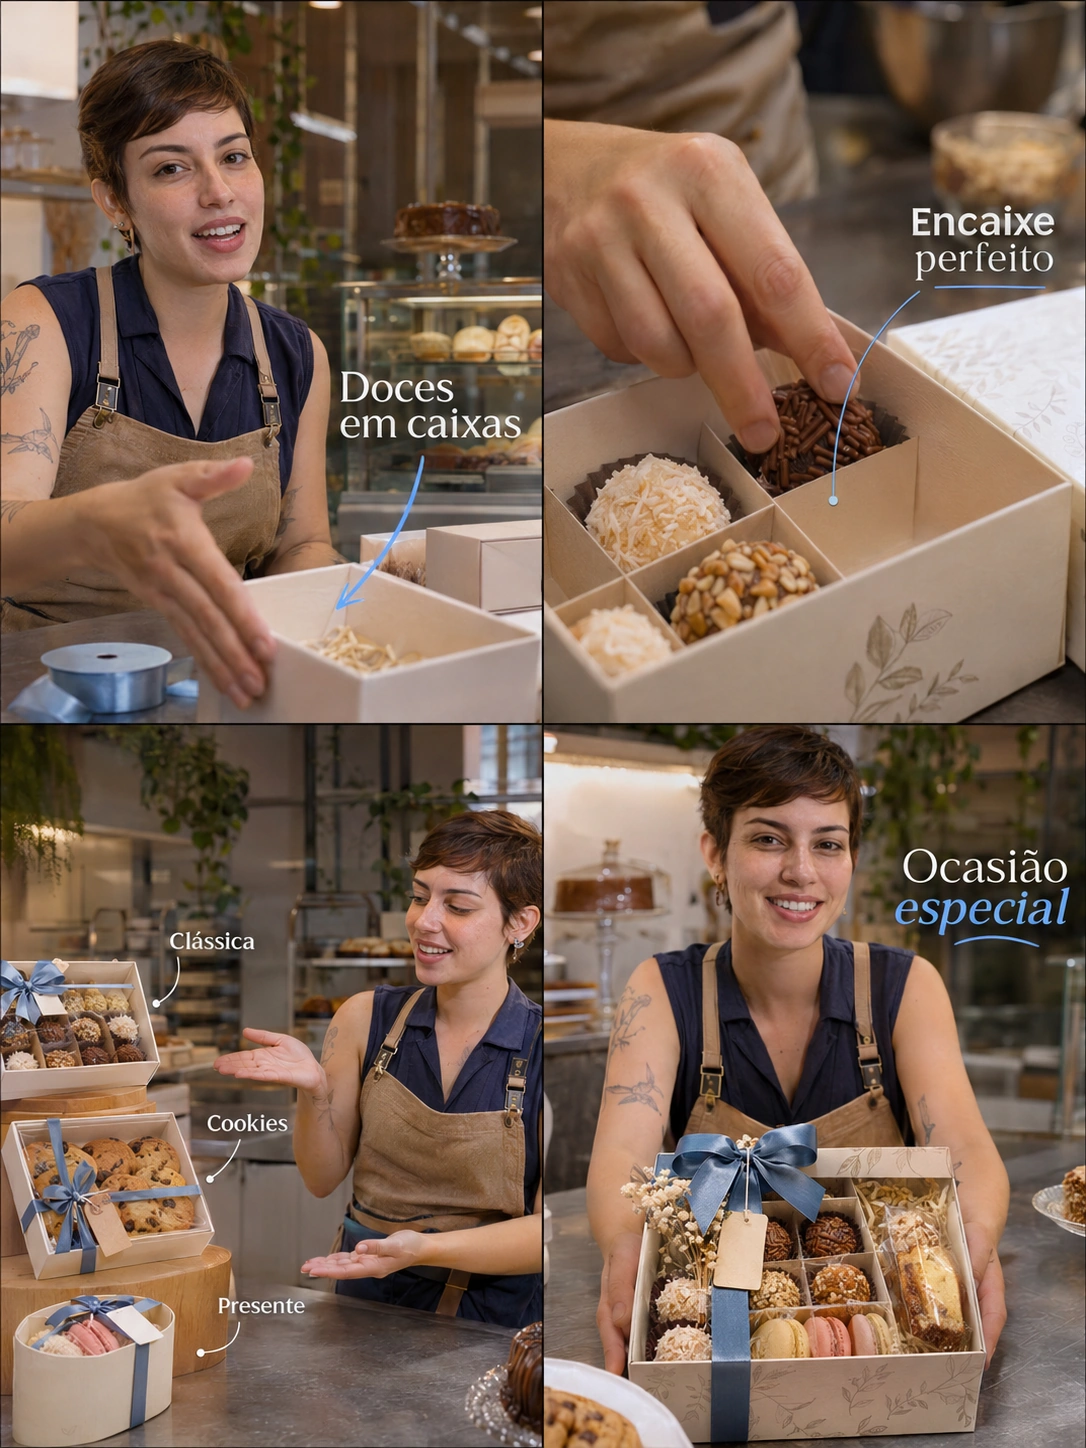 Doces
em caixas
Encaixe
perfeito
Clássica
Cookies
Presente
Ocasião
especial